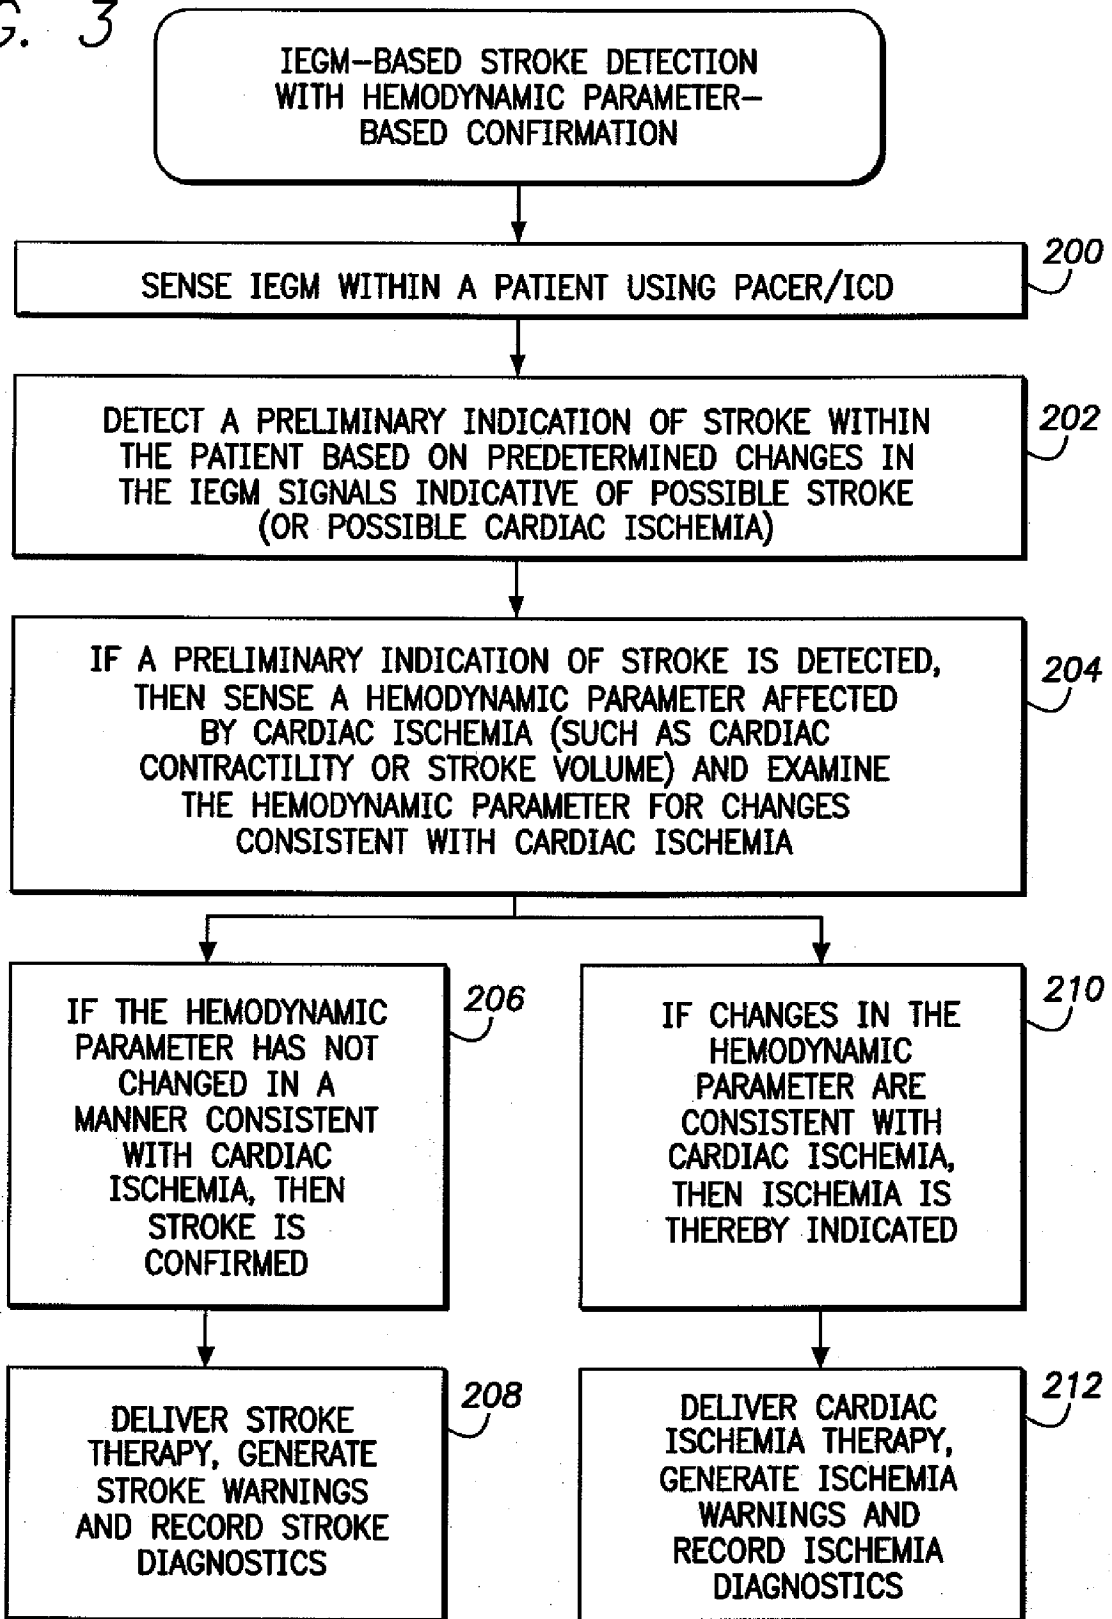 G. 3
IEGM-BASED STROKE DETECTION
WITH HEMODYNAMIC PARAMETER-
BASED CONFIRMATION
200
SENSE IEGM WITHIN A PATIENT USING PACER/ICD
202
DETECT A PRELIMINARY INDICATION OF STROKE WITHIN
THE PATIENT BASED ON PREDETERMINED CHANGES IN
THE IEGM SIGNALS INDICATIVE OF POSSIBLE STROKE
(OR POSSIBLE CARDIAC ISCHEMIA)
204
IF A PRELIMINARY INDICATION OF STROKE IS DETECTED,
THEN SENSE A HEMODYNAMIC PARAMETER AFFECTED
BY CARDIAC ISCHEMIA (SUCH AS CARDIAC
CONTRACTILITY OR STROKE VOLUME) AND EXAMINE
THE HEMODYNAMIC PARAMETER FOR CHANGES
CONSISTENT WITH CARDIAC ISCHEMIA
206
IF THE HEMODYNAMIC
PARAMETER HAS NOT
CHANGED IN A
MANNER CONSISTENT
WITH CARDIAC
ISCHEMIA, THEN
STROKE IS
CONFIRMED
210
IF CHANGES IN THE
HEMODYNAMIC
PARAMETER ARE
CONSISTENT WITH
CARDIAC ISCHEMIA,
THEN ISCHEMIA IS
THEREBY INDICATED
208
DELIVER STROKE
THERAPY, GENERATE
STROKE WARNINGS
AND RECORD STROKE
DIAGNOSTICS
212
DELIVER CARDIAC
ISCHEMIA THERAPY,
GENERATE ISCHEMIA
WARNINGS AND
RECORD ISCHEMIA
DIAGNOSTICS